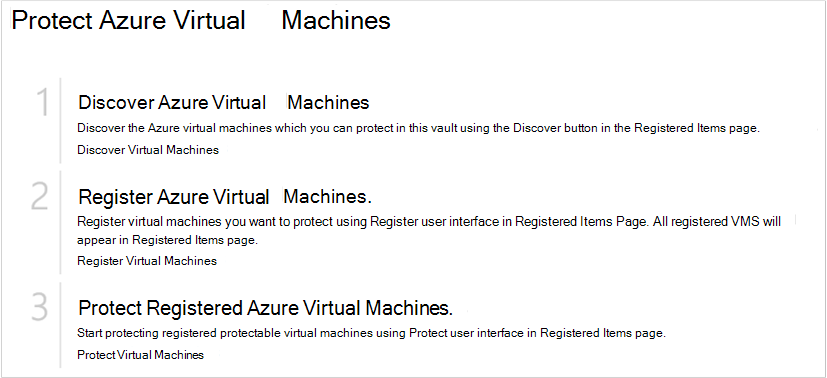 Protect Azure Virtual Machines
1
Discover Azure Virtual Machines
Discover the Azure virtual machines which you can protect in this vault using the Discover button in the Registered Items page.
Discover Virtual Machines
2
Register Azure Virtual Machines.
Register virtual machines you want to protect using Register user interface in Registered Items Page. All registered VMS will
appear in Registered Items page.
Register Virtual Machines
3
Protect Registered Azure Virtual Machines.
Start protecting registered protectable virtual machines using Protect user interface in Registered Items page.
Protect Virtual Machines